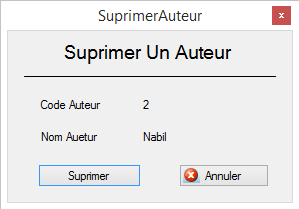 SuprimerAuteur
x
Suprimer Un Auteur
Code Auteur 2
Nom Auetur Nabil
Suprimer Annuler